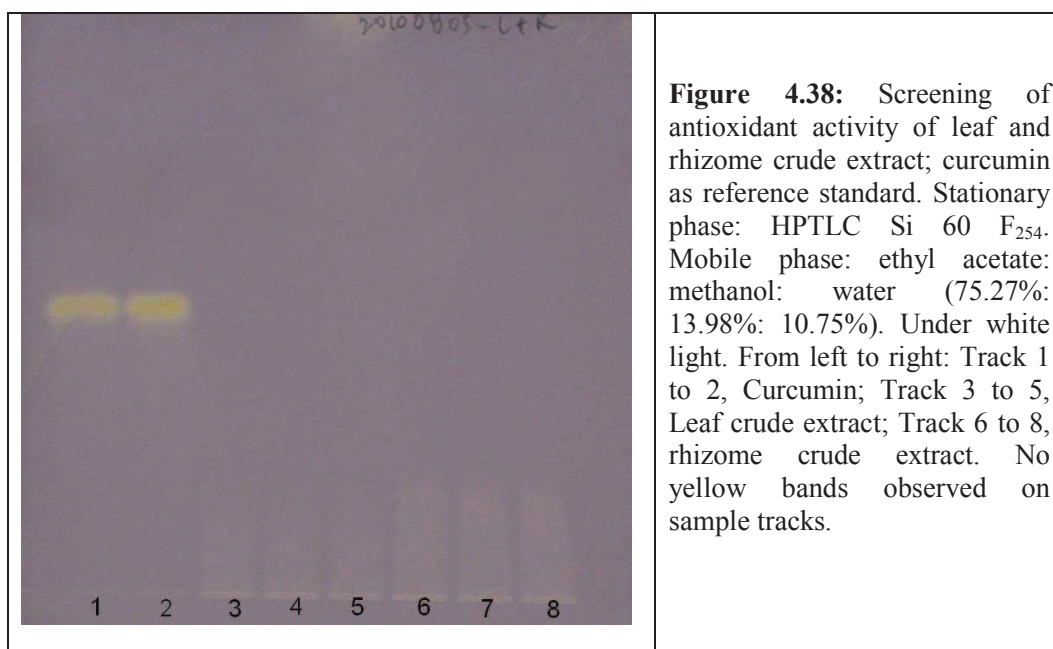 20100805-L+R
Figure 4.38: Screening of
antioxidant activity of leaf and
rhizome crude extract; curcumin
as reference standard. Stationary
phase: HPTLC Si 60 F₂₅₄.
Mobile phase: ethyl acetate:
methanol: water (75.27%:
13.98%: 10.75%). Under white
light. From left to right: Track 1
to 2, Curcumin; Track 3 to 5,
Leaf crude extract; Track 6 to 8,
rhizome crude extract. No
yellow bands observed on
sample tracks.
1 2 3 4 5 6 7 8